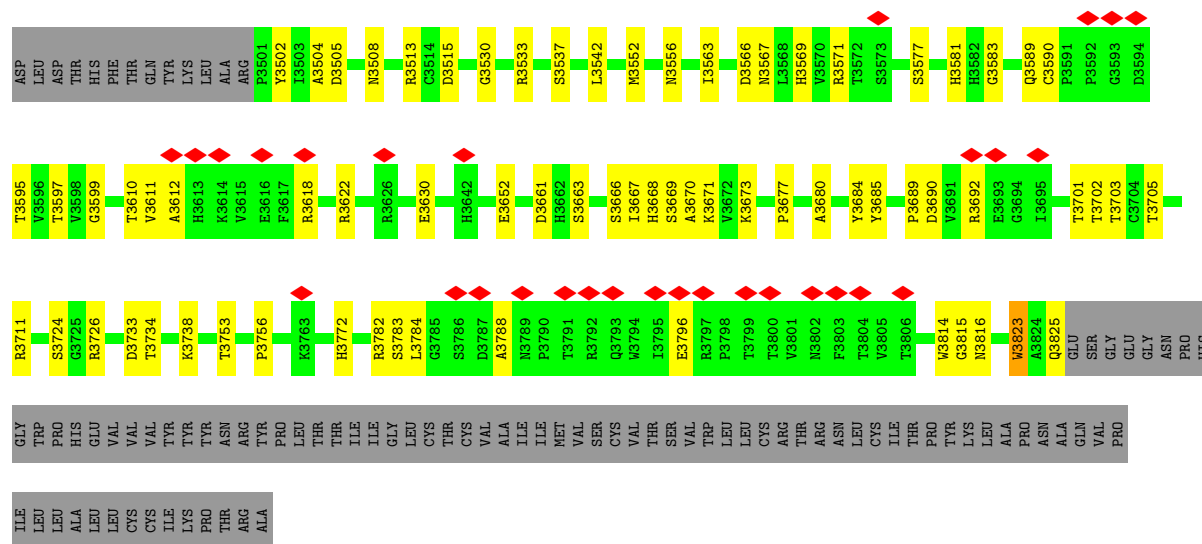 ASP LEU ASP THR HIS PHE THR GLN TYR LYS LEU ALA ARG P3501 Y3502 I3503 A3504 D3505 N3508 R3513 C3514 D3515 G3530 R3533 S3537 L3542 M3552 N3556 I3563 D3566 N3567 L3568 H3569 V3570 R3571 T3572 S3573 S3577 H3581 H3582 G3583 Q3589 C3590 P3591 P3592 G3593 D3594
T3595 V3596 T3597 V3598 G3599 T3610 V3611 A3612 H3613 K3614 V3615 E3616 F3617 R3618 R3622 R3626 E3630 H3642 E3652 D3661 H3662 S3663 S3666 I3667 H3668 S3669 A3670 K3671 V3672 K3673 P3677 A3680 Y3684 Y3685 P3689 D3690 V3691 R3692 E3693 G3694 I3695 T3701 T3702 T3703 C3704 T3705
R3711 S3724 G3725 R3726 D3733 T3734 K3738 T3753 P3756 K3763 H3772 R3782 S3783 L3784 G3785 S3786 D3787 A3788 N3789 P3790 T3791 R3792 Q3793 W3794 I3795 E3796 R3797 P3798 T3799 T3800 V3801 N3802 F3803 T3804 V3805 T3806 W3814 G3815 N3816 W3823 A3824 Q3825 GLU SER GLY GLU GLY ASN PRO HIS
GLY TRP PRO HIS GLU VAL VAL VAL TYR TYR TYR ASN ARG TYR PRO LEU THR THR ILE ILE GLY LEU CYS THR CYS VAL ALA ILE ILE MET VAL SER CYS VAL THR SER VAL TRP LEU LEU CYS ARG THR ARG ASN LEU CYS ILE THR PRO TYR LYS LEU ALA PRO ASN ALA GLN VAL PRO
ILE LEU LEU ALA LEU LEU CYS CYS ILE LYS PRO THR ARG ALA